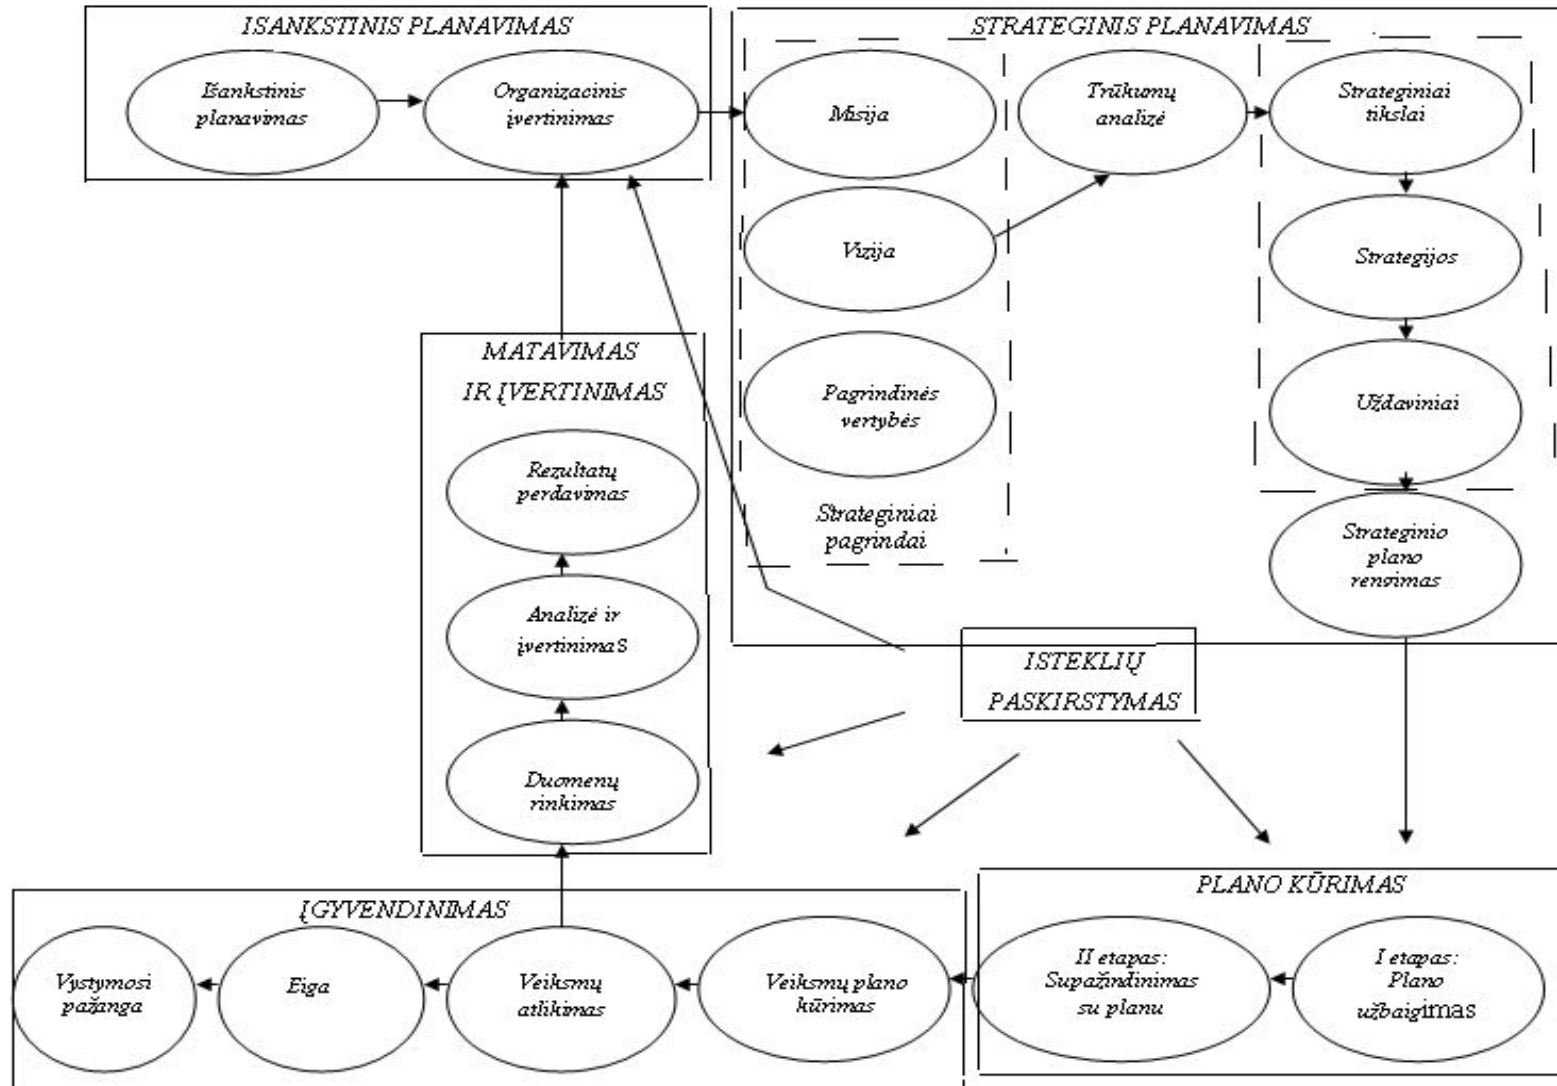 IŠANKSTINIS PLANAVIMAS
Išankstinis
planavimas
Organizacinis
įvertinimas
STRATEGINIS PLANAVIMAS
Misija
Vizija
Pagrindinės
vertybės
Strateginiai
pagrindai
Trūkumų
analizė
Strateginiai
tikslai
Strategijos
Uždaviniai
Strateginio
plano
rengimas
MATAVIMAS
IR ĮVERTINIMAS
Rezultatų
perdavimas
Analizė ir
įvertinimas
Duomenų
rinkimas
IŠTEKLIŲ
PASKIRSTYMAS
ĮGYVENDINIMAS
Vystymosi
pažanga
Eiga
Veiksmų
atlikimas
Veiksmų plano
kūrimas
PLANO KŪRIMAS
II etapas:
Supažindinimas
su planu
I etapas:
Plano
užbaigimas